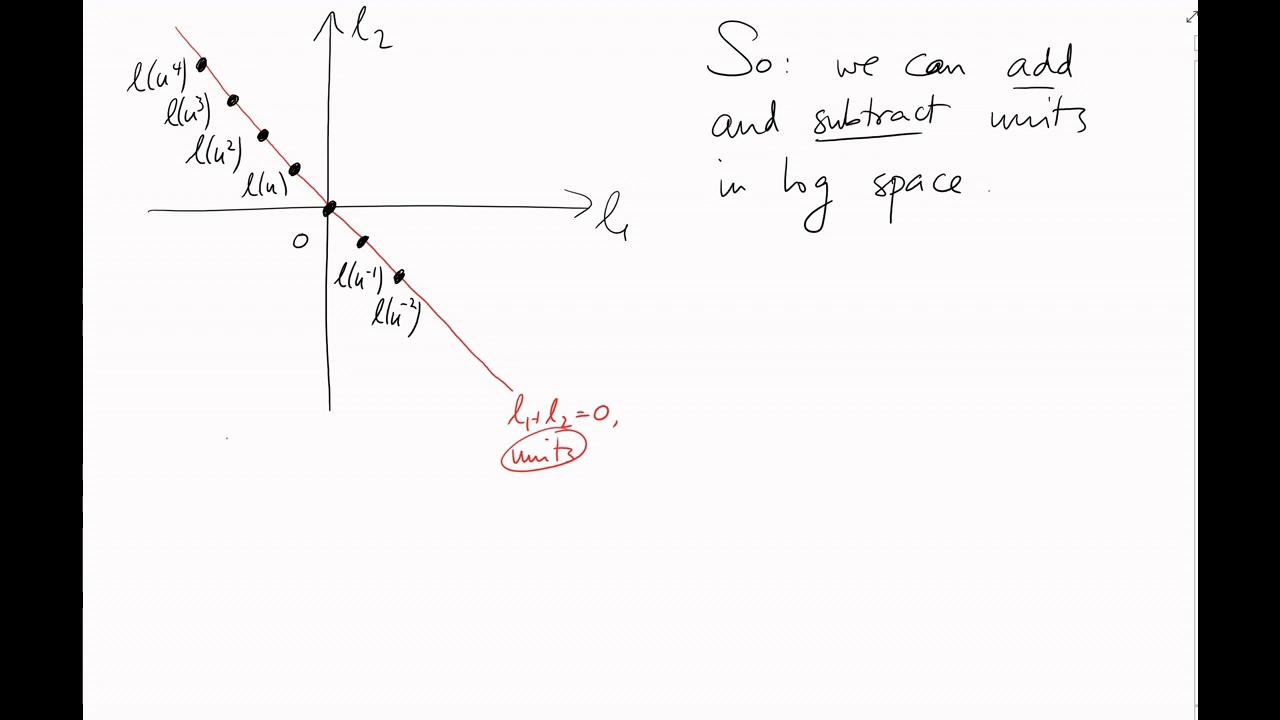 l₂
l(u⁴)
l(u³)
l(u²)
l(u)
0
l₁
l(u⁻¹)
l(u⁻²)
l₁+l₂=0,
units
So: we can add
and subtract units
in log space.